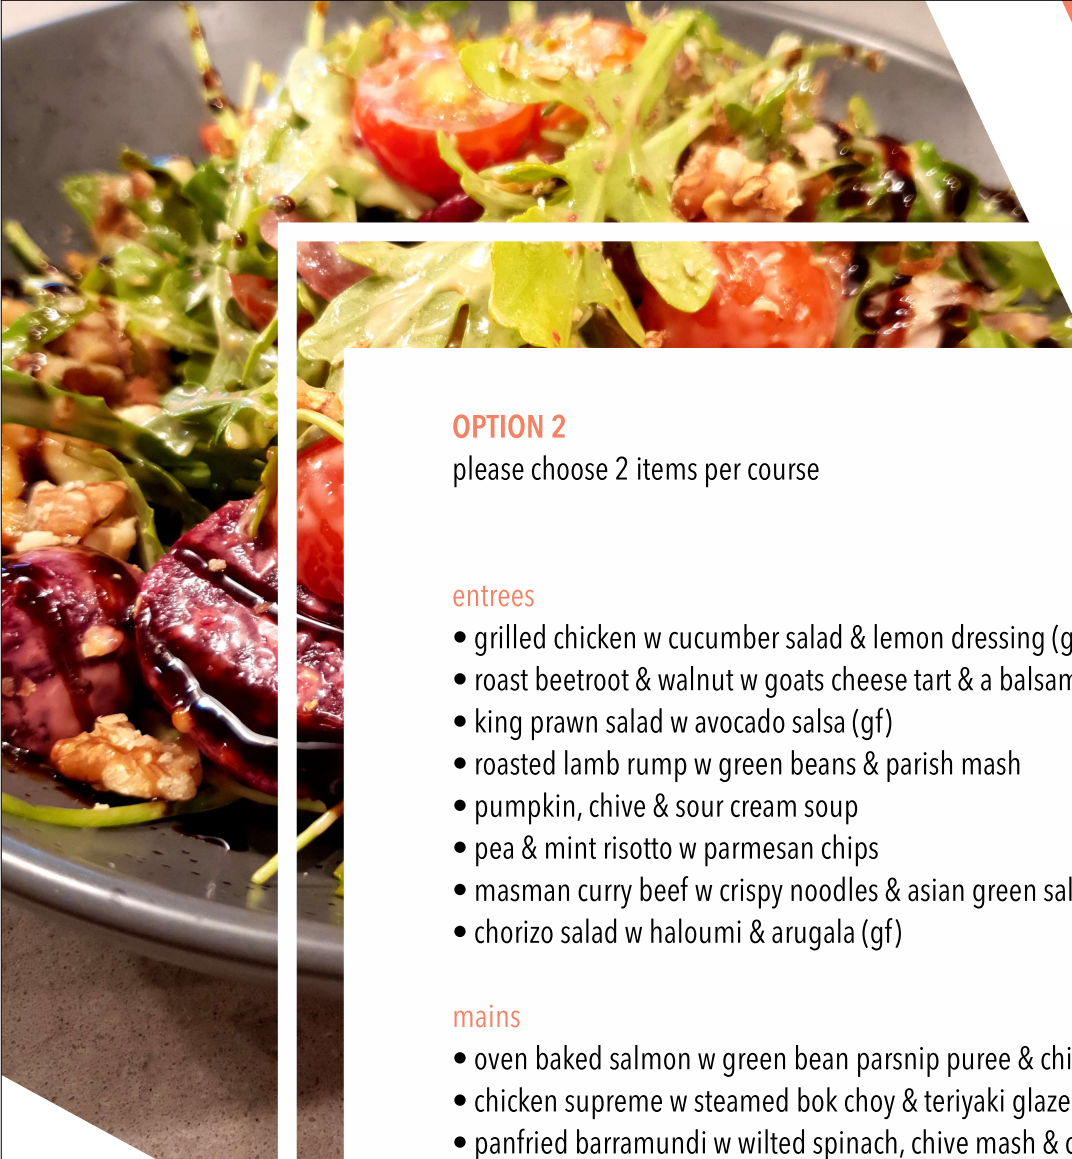 OPTION 2
please choose 2 items per course
entrees
• grilled chicken w cucumber salad & lemon dressing (g
• roast beetroot & walnut w goats cheese tart & a balsam
• king prawn salad w avocado salsa (gf)
• roasted lamb rump w green beans & parish mash
• pumpkin, chive & sour cream soup
• pea & mint risotto w parmesan chips
• masman curry beef w crispy noodles & asian green sal
• chorizo salad w haloumi & arugala (gf)
mains
• oven baked salmon w green bean parsnip puree & chi
• chicken supreme w steamed bok choy & teriyaki glaze
• panfried barramundi w wilted spinach, chive mash &